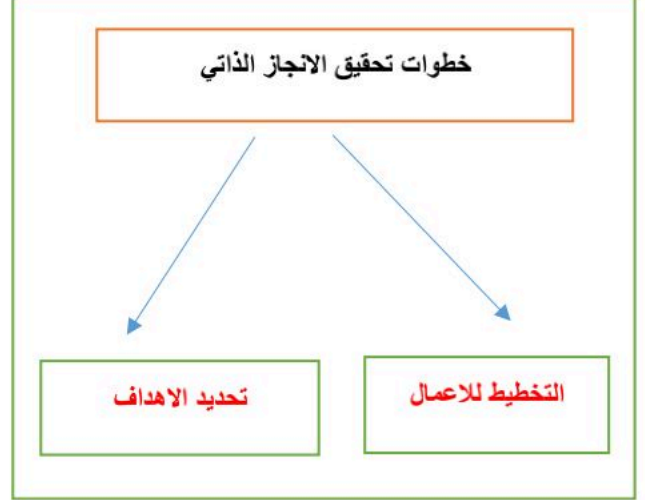 خطوات تحقيق الانجاز الذاتي
التخطيط للاعمال
تحديد الاهداف